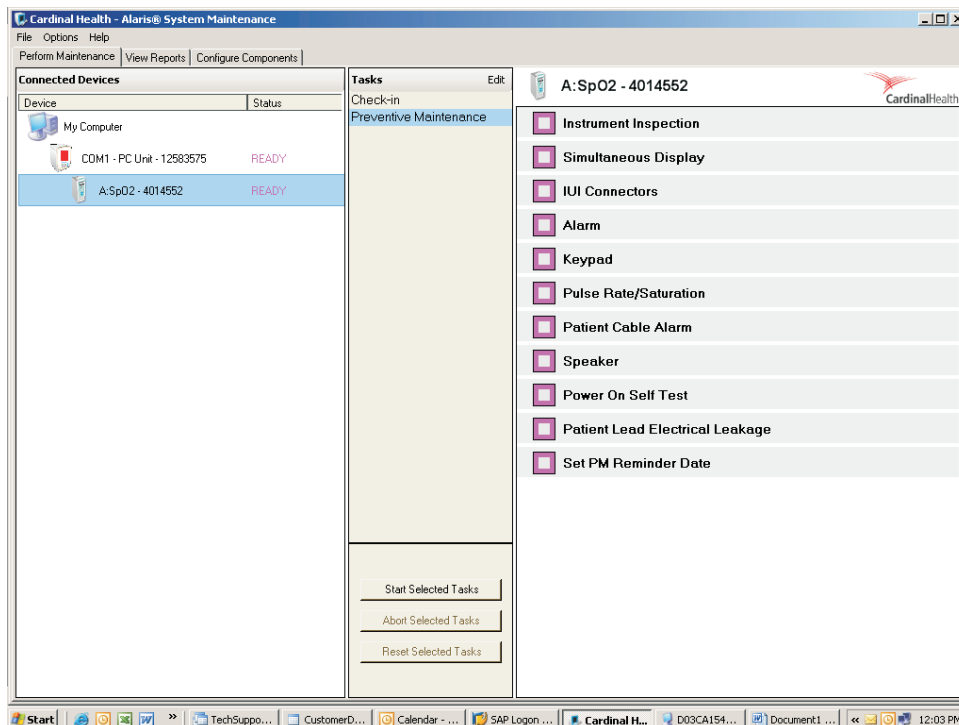 Cardinal Health - Alaris® System Maintenance
File Options Help
Perform Maintenance View Reports Configure Components
Connected Devices
Device Status
My Computer
COM1 - PC Unit - 12583575 READY
A:SpO2 - 4014552 READY
Tasks Edit
Check-in
Preventive Maintenance
Start Selected Tasks
Abort Selected Tasks
Reset Selected Tasks
A:SpO2 - 4014552
CardinalHealth
Instrument Inspection
Simultaneous Display
IUI Connectors
Alarm
Keypad
Pulse Rate/Saturation
Patient Cable Alarm
Speaker
Power On Self Test
Patient Lead Electrical Leakage
Set PM Reminder Date
Start » TechSuppo... CustomerD... Calendar - ... SAP Logon ... Cardinal H... D03CA154... Document1 ... « 12:03 PM